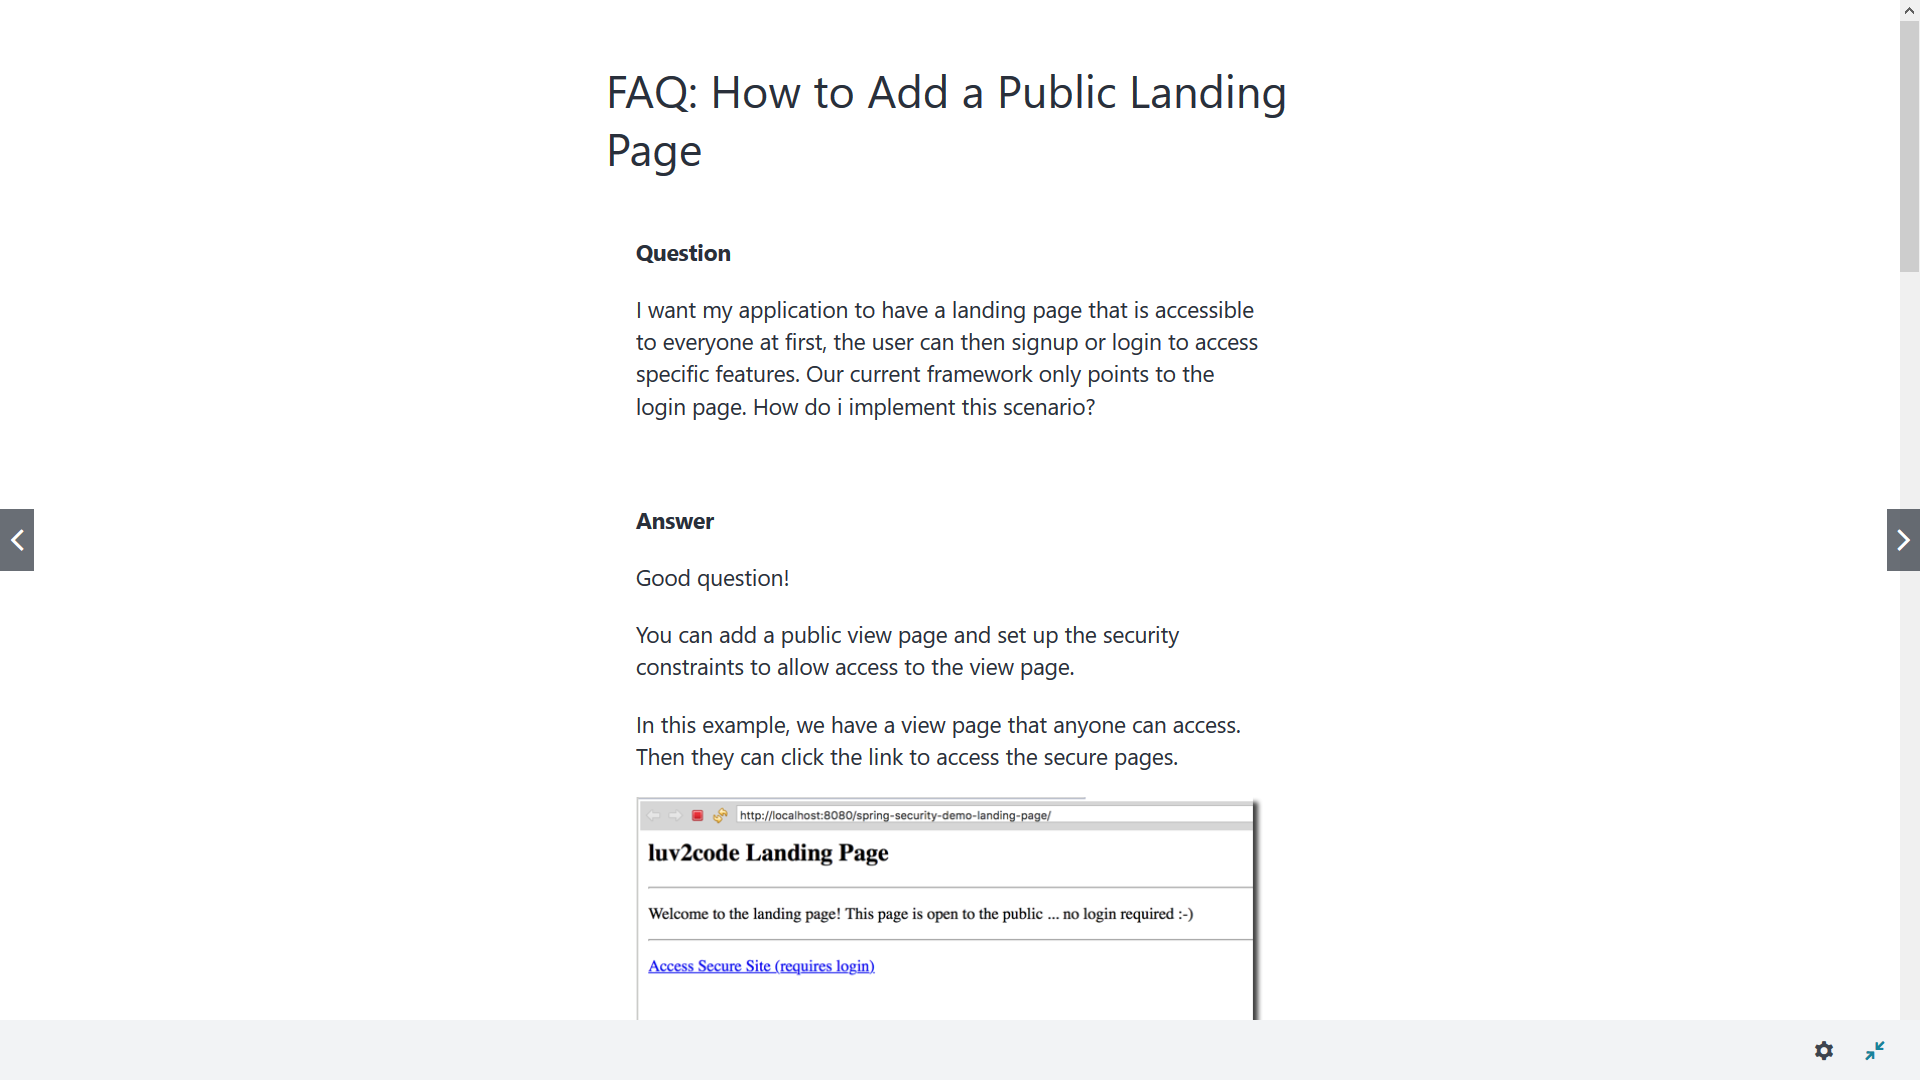 FAQ: How to Add a Public Landing
Page
Question
I want my application to have a landing page that is accessible
to everyone at first, the user can then signup or login to access
specific features. Our current framework only points to the
login page. How do i implement this scenario?
Answer
Good question!
You can add a public view page and set up the security
constraints to allow access to the view page.
In this example, we have a view page that anyone can access.
Then they can click the link to access the secure pages.
http://localhost:8080/spring-security-demo-landing-page/
luv2code Landing Page
Welcome to the landing page! This page is open to the public ... no login required :-)
Access Secure Site (requires login)